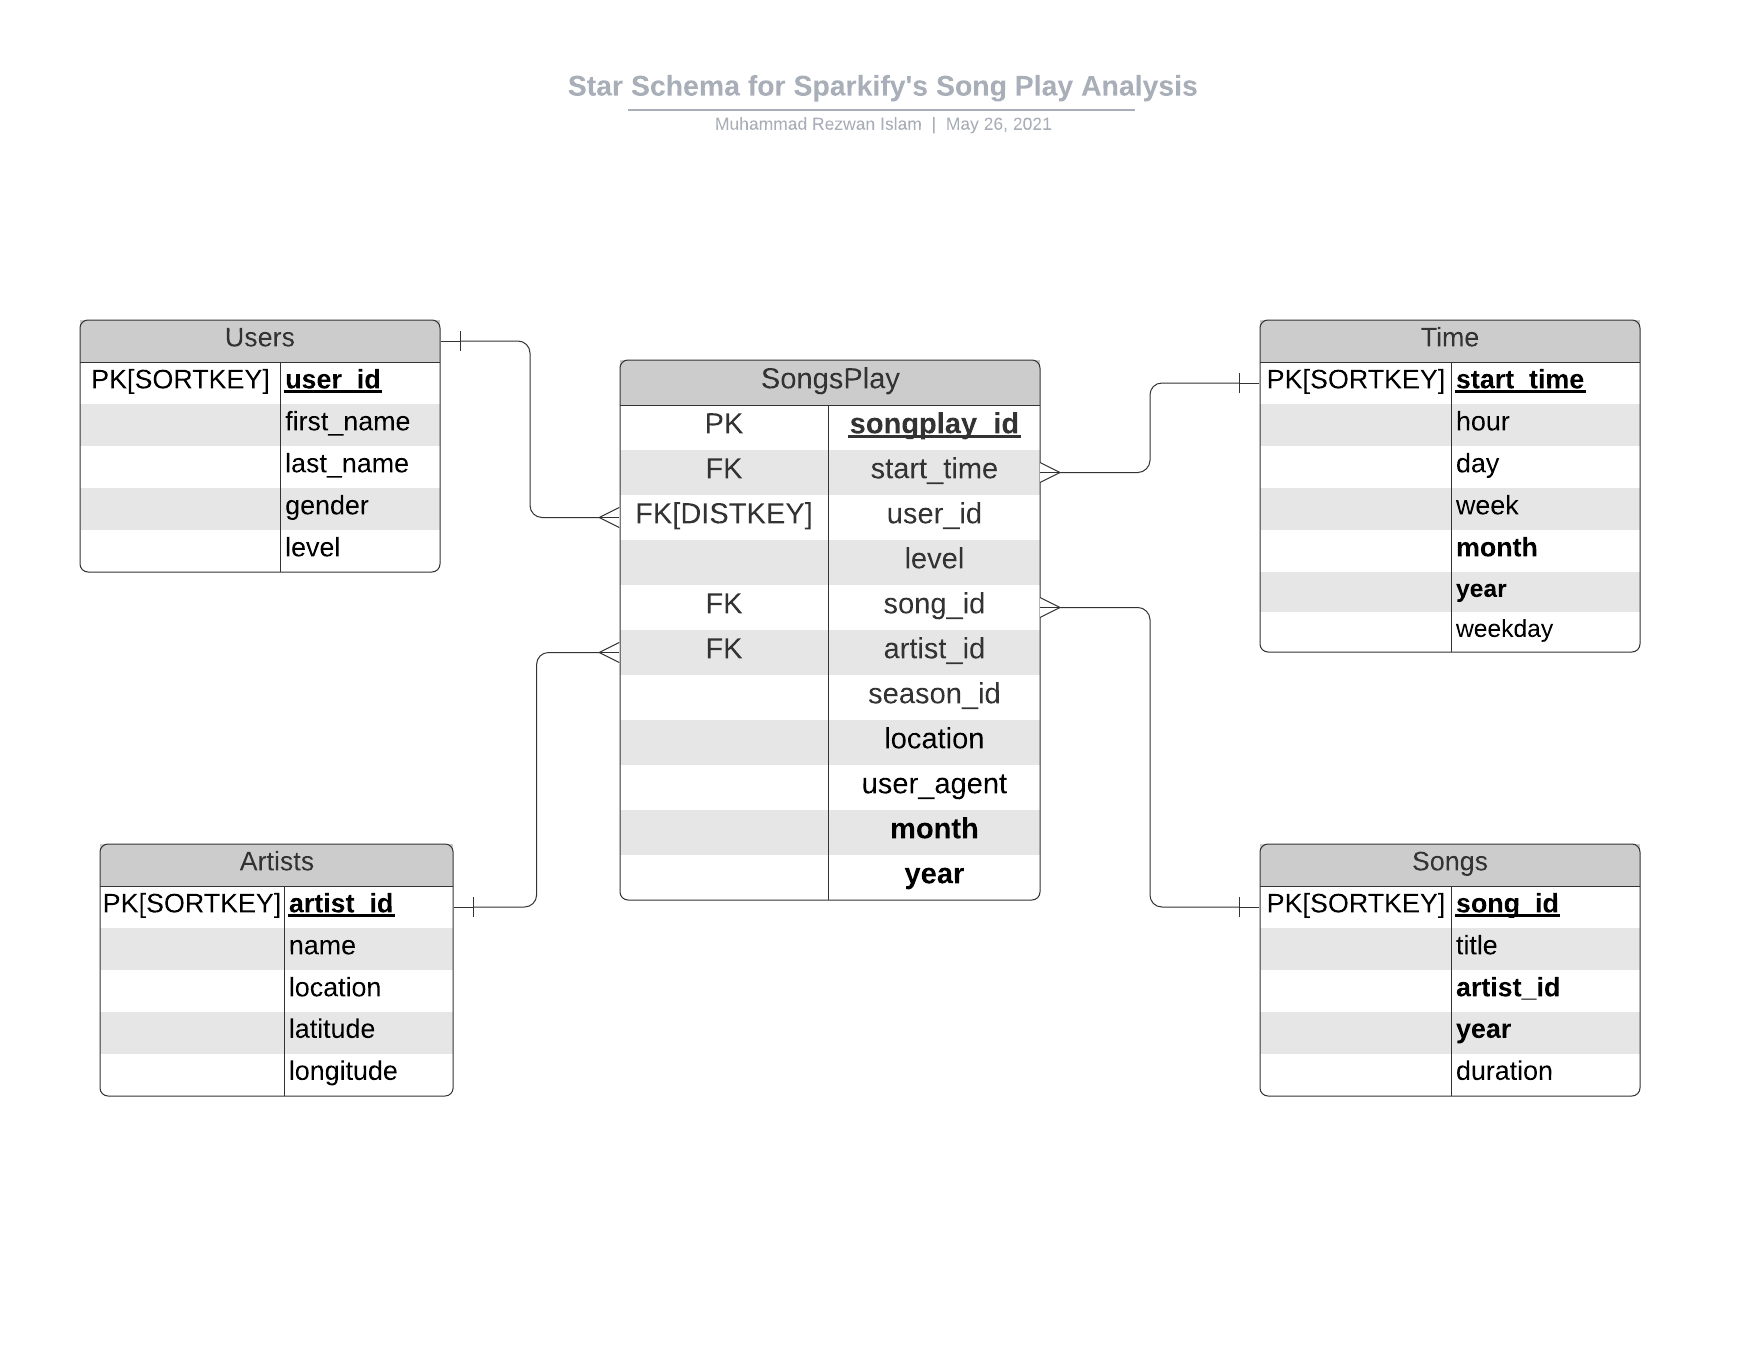 Star Schema for Sparkify's Song Play Analysis
Muhammad Rezwan Islam | May 26, 2021
Users
PK[SORTKEY] user_id
first_name
last_name
gender
level
SongsPlay
PK songplay_id
FK start_time
FK[DISTKEY] user_id
level
FK song_id
FK artist_id
season_id
location
user_agent
month
year
Time
PK[SORTKEY] start_time
hour
day
week
month
year
weekday
Artists
PK[SORTKEY] artist_id
name
location
latitude
longitude
Songs
PK[SORTKEY] song_id
title
artist_id
year
duration